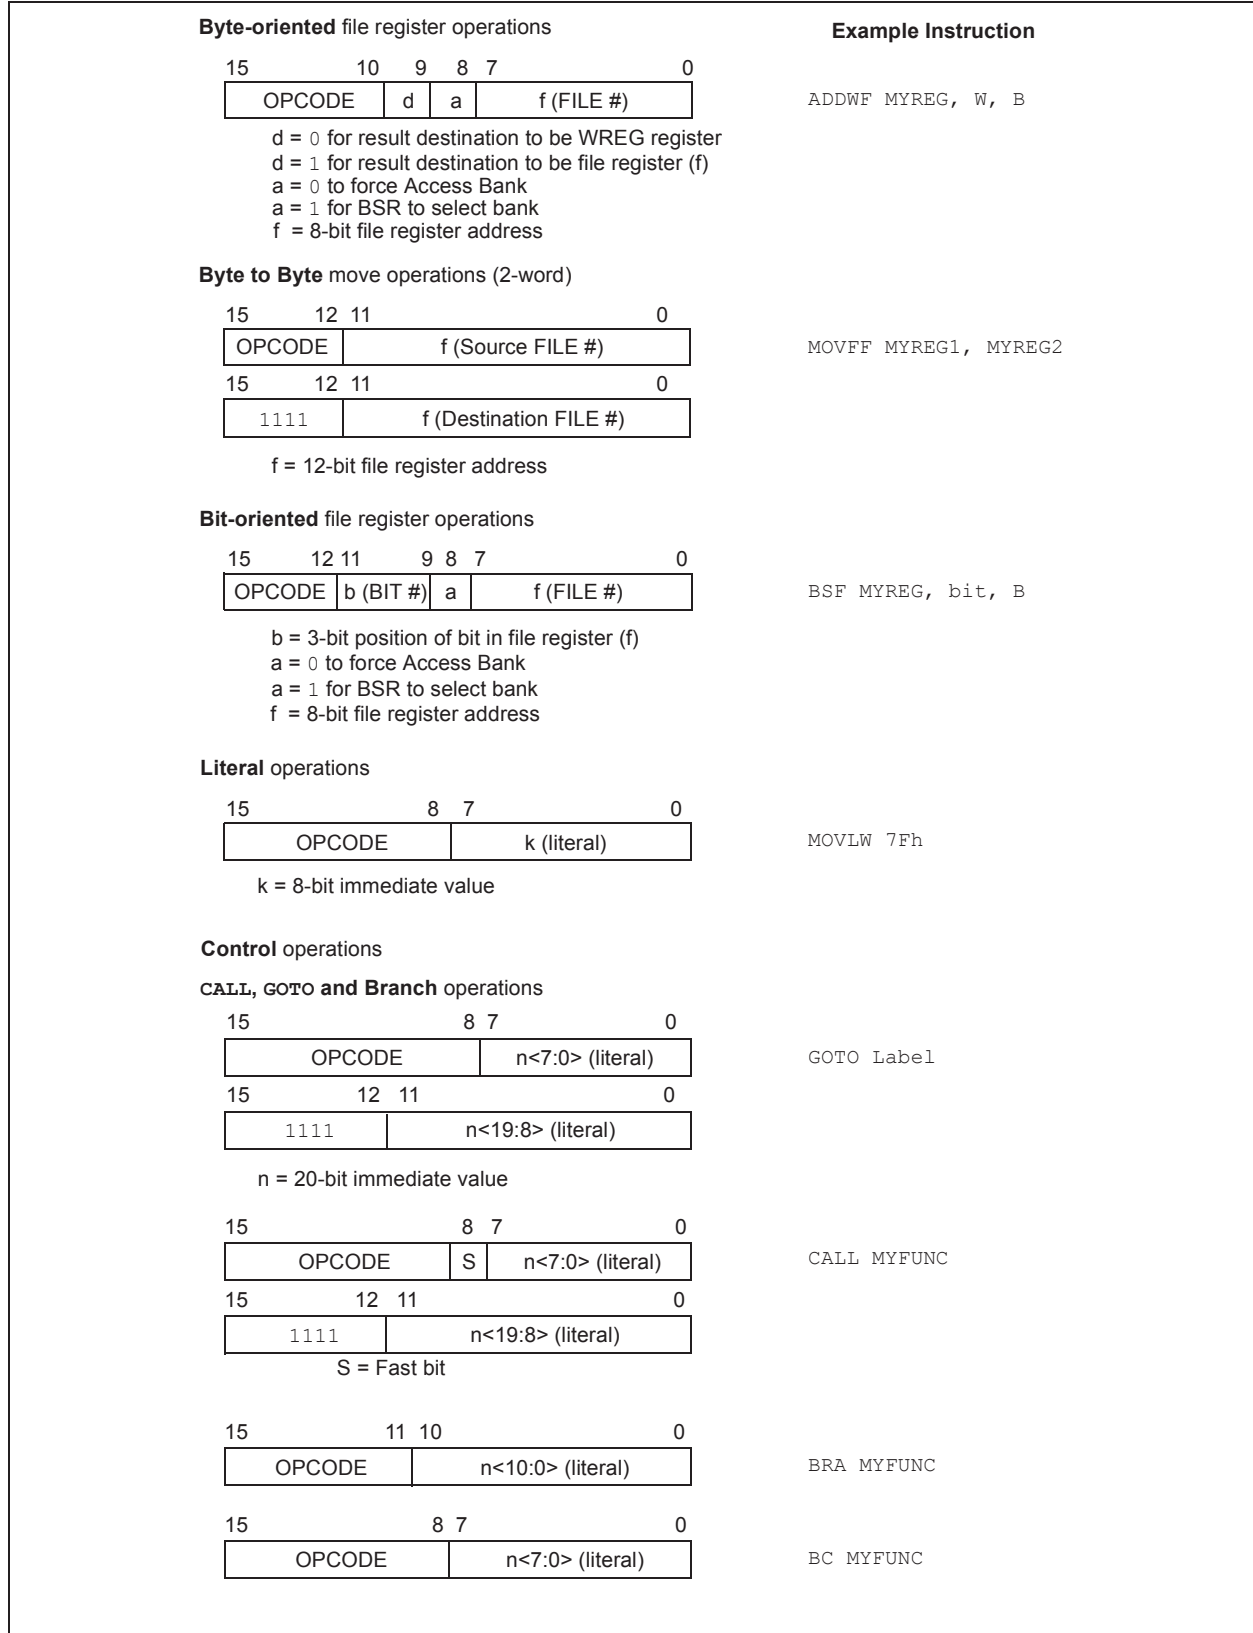 Byte-oriented file register operations Example Instruction
15 10 9 8 7 0
OPCODE d a f (FILE #) ADDWF MYREG, W, B
d = 0 for result destination to be WREG register
d = 1 for result destination to be file register (f)
a = 0 to force Access Bank
a = 1 for BSR to select bank
f = 8-bit file register address
Byte to Byte move operations (2-word)
15 12 11 0
OPCODE f (Source FILE #) MOVFF MYREG1, MYREG2
15 12 11 0
1111 f (Destination FILE #)
f = 12-bit file register address
Bit-oriented file register operations
15 12 11 9 8 7 0
OPCODE b (BIT #) a f (FILE #) BSF MYREG, bit, B
b = 3-bit position of bit in file register (f)
a = 0 to force Access Bank
a = 1 for BSR to select bank
f = 8-bit file register address
Literal operations
15 8 7 0
OPCODE k (literal) MOVLW 7Fh
k = 8-bit immediate value
Control operations
CALL, GOTO and Branch operations
15 8 7 0
OPCODE n<7:0> (literal) GOTO Label
15 12 11 0
1111 n<19:8> (literal)
n = 20-bit immediate value
15 8 7 0
OPCODE S n<7:0> (literal) CALL MYFUNC
15 12 11 0
1111 n<19:8> (literal)
S = Fast bit
15 11 10 0
OPCODE n<10:0> (literal) BRA MYFUNC
15 8 7 0
OPCODE n<7:0> (literal) BC MYFUNC